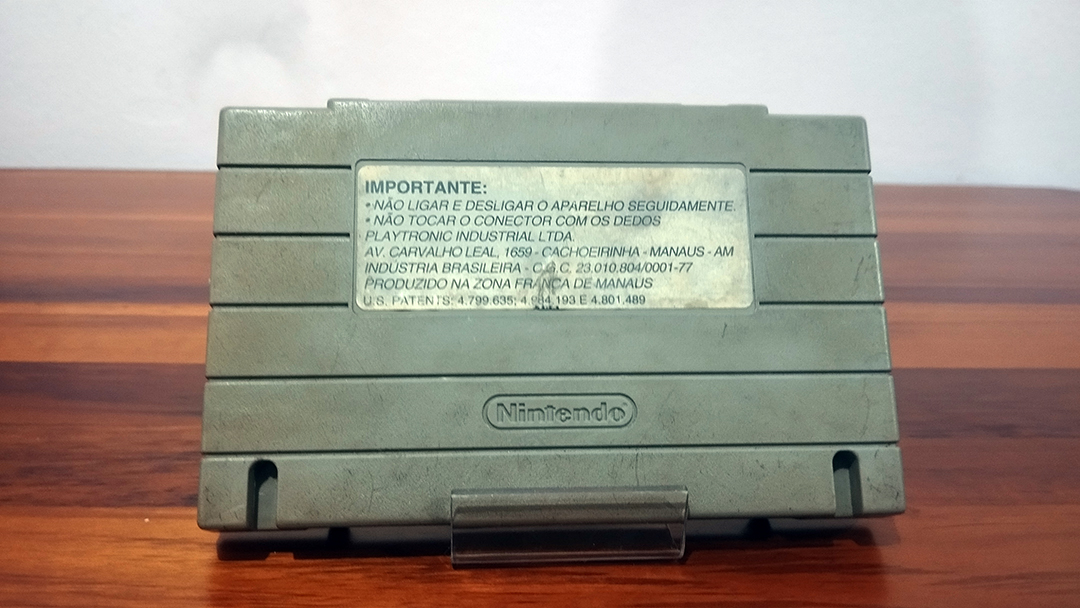 IMPORTANTE:
• NÃO LIGAR E DESLIGAR O APARELHO SEGUIDAMENTE.
• NÃO TOCAR O CONECTOR COM OS DEDOS
PLAYTRONIC INDUSTRIAL LTDA.
AV. CARVALHO LEAL, 1659 - CACHOEIRINHA - MANAUS - AM
INDÚSTRIA BRASILEIRA - C.G.C. 23.010.804/0001-77
PRODUZIDO NA ZONA FRANCA DE MANAUS
U.S. PATENTS: 4.799.635; 4.984.193 E 4.801.489
Nintendo